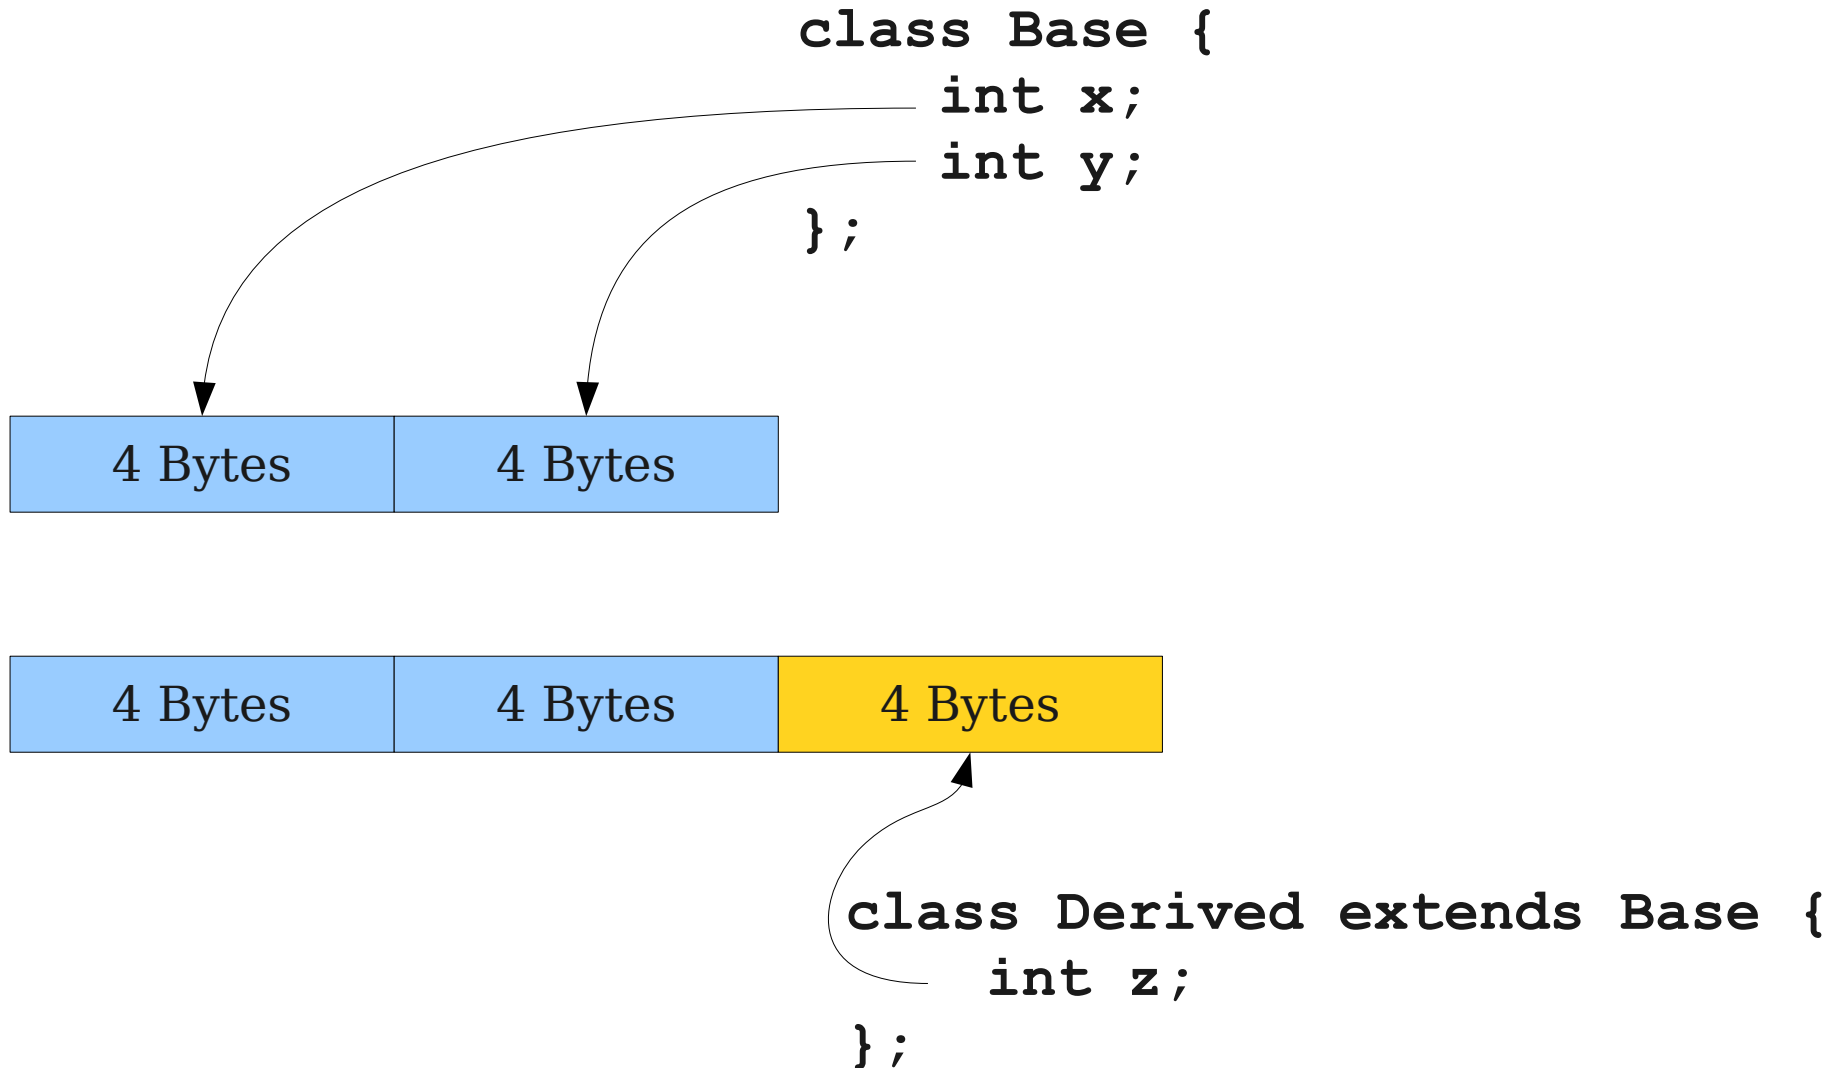 class Base {
int x;
int y;
};
4 Bytes 4 Bytes
4 Bytes 4 Bytes 4 Bytes
class Derived extends Base {
int z;
};